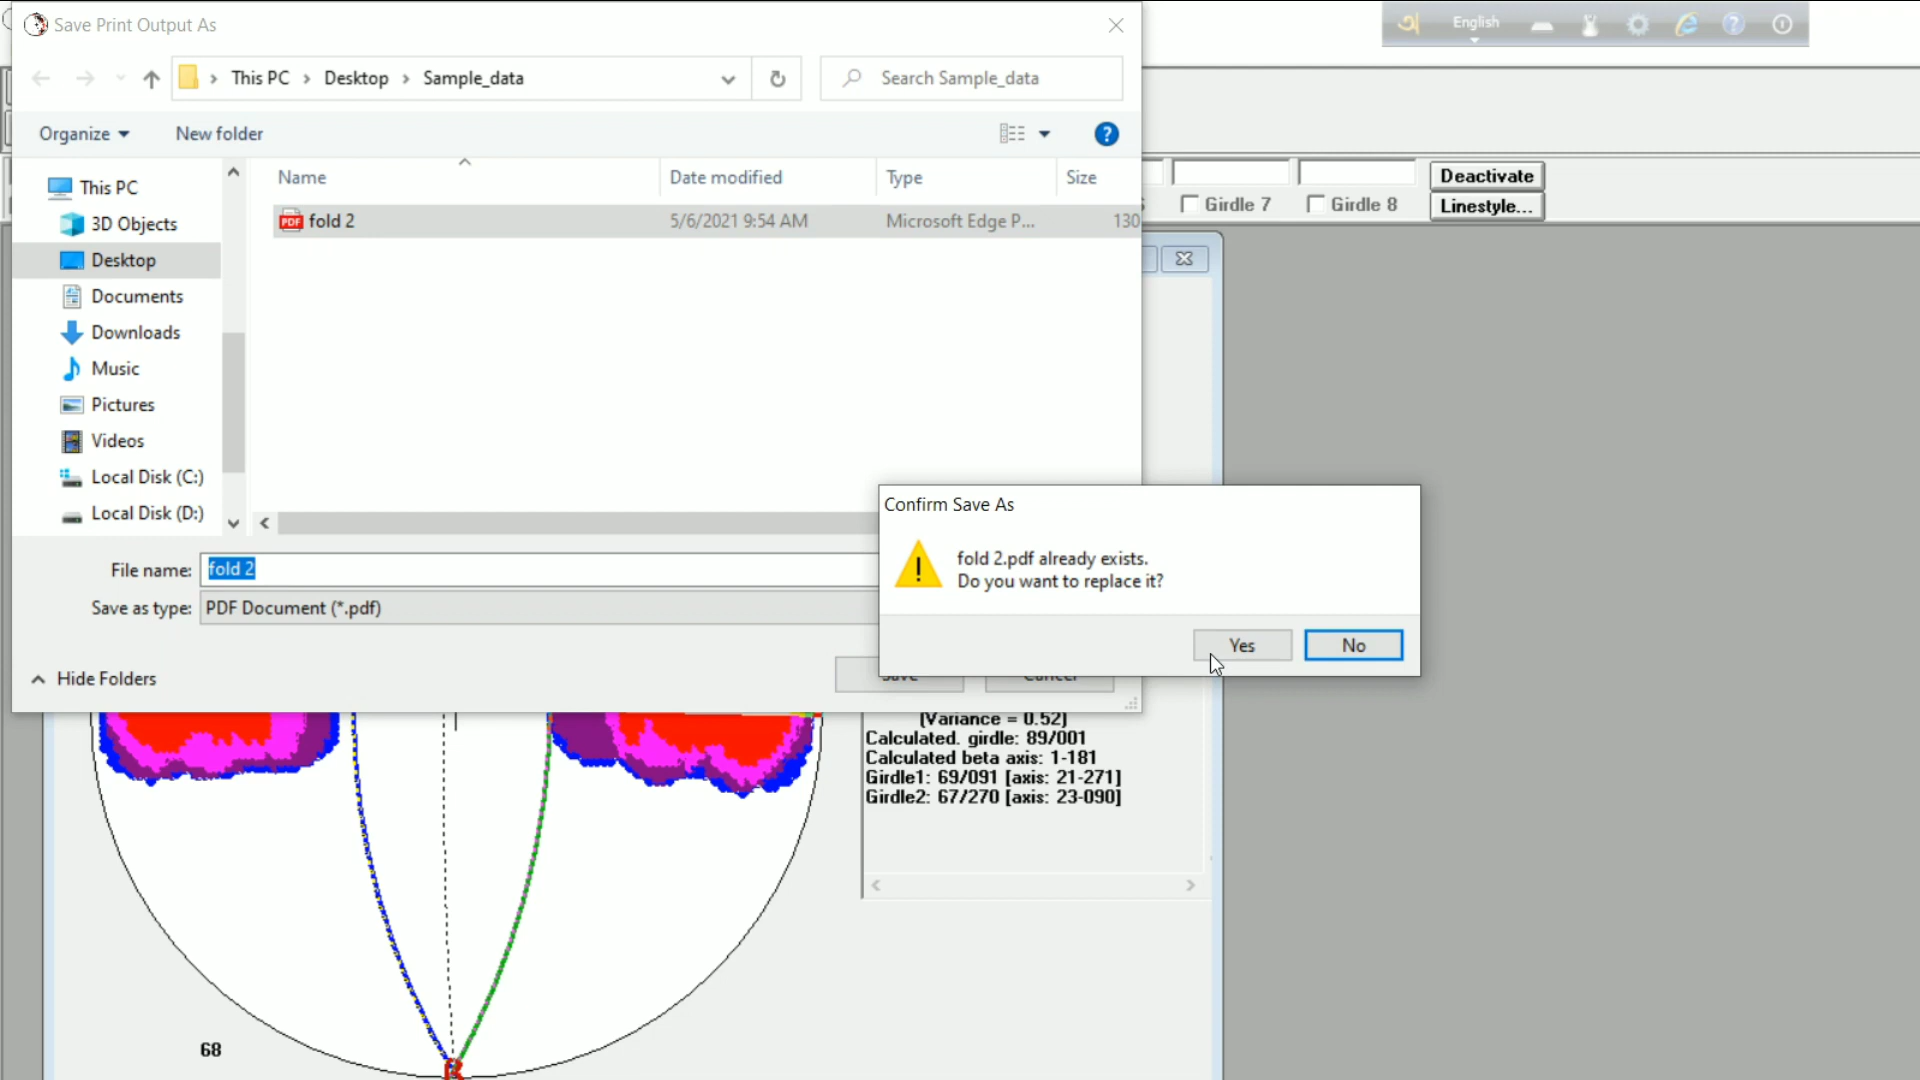 Save Print Output As
English
This PC > Desktop > Sample_data
Search Sample_data
Organize
New folder
Name
Date modified
Type
Size
This PC
3D Objects
Desktop
Documents
Downloads
Music
Pictures
Videos
Local Disk (C:)
Local Disk (D:)
PDF fold 2 5/6/2021 9:54 AM Microsoft Edge P... 130
Girdle 7
Girdle 8
Deactivate
Linestyle...
File name: fold 2
Save as type: PDF Document (*.pdf)
Hide Folders
Save
Cancel
Confirm Save As
fold 2.pdf already exists.
Do you want to replace it?
Yes
No
(Variance = 0.52)
Calculated. girdle: 89/001
Calculated beta axis: 1-181
Girdle1: 69/091 [axis: 21-271]
Girdle2: 67/270 [axis: 23-090]
68